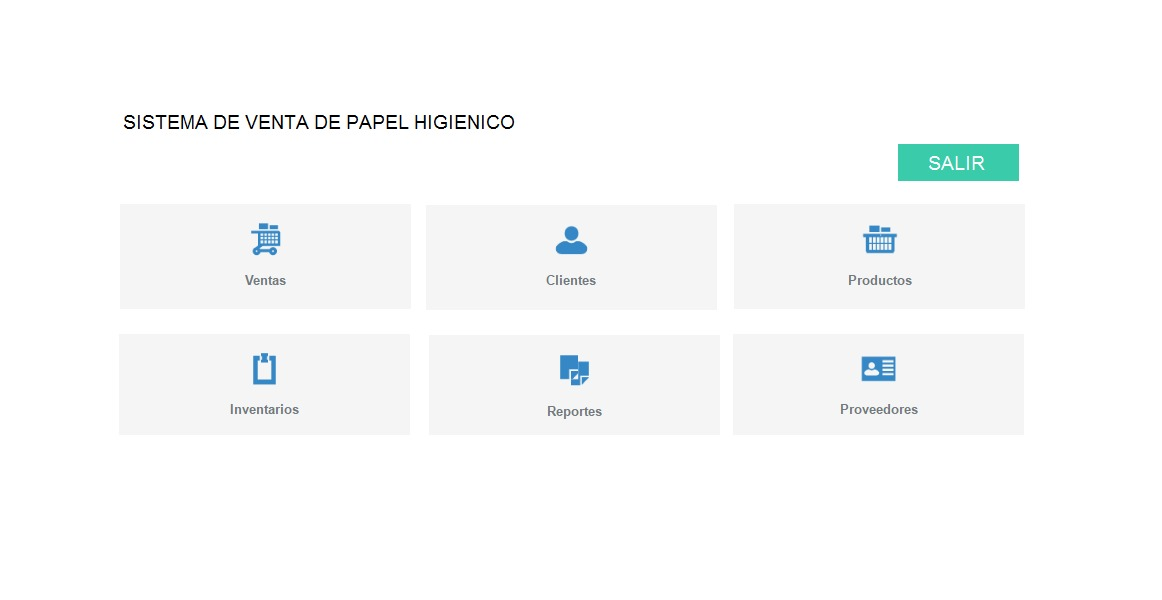 SISTEMA DE VENTA DE PAPEL HIGIENICO
SALIR
Ventas
Clientes
Productos
Inventarios
Reportes
Proveedores